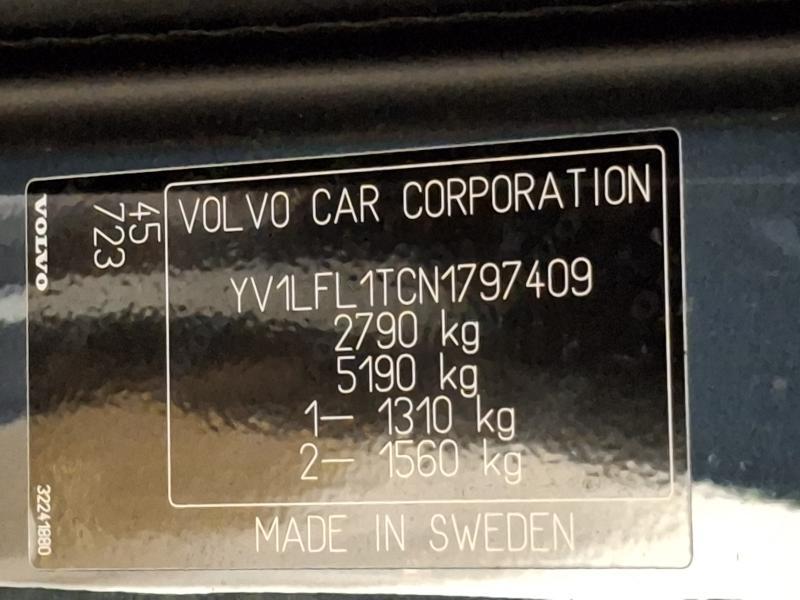 VOLVO
45
723
VOLVO CAR CORPORATION
YV1LFL1TCN1797409
2790 kg
5190 kg
1- 1310 kg
2- 1560 kg
32241880
MADE IN SWEDEN